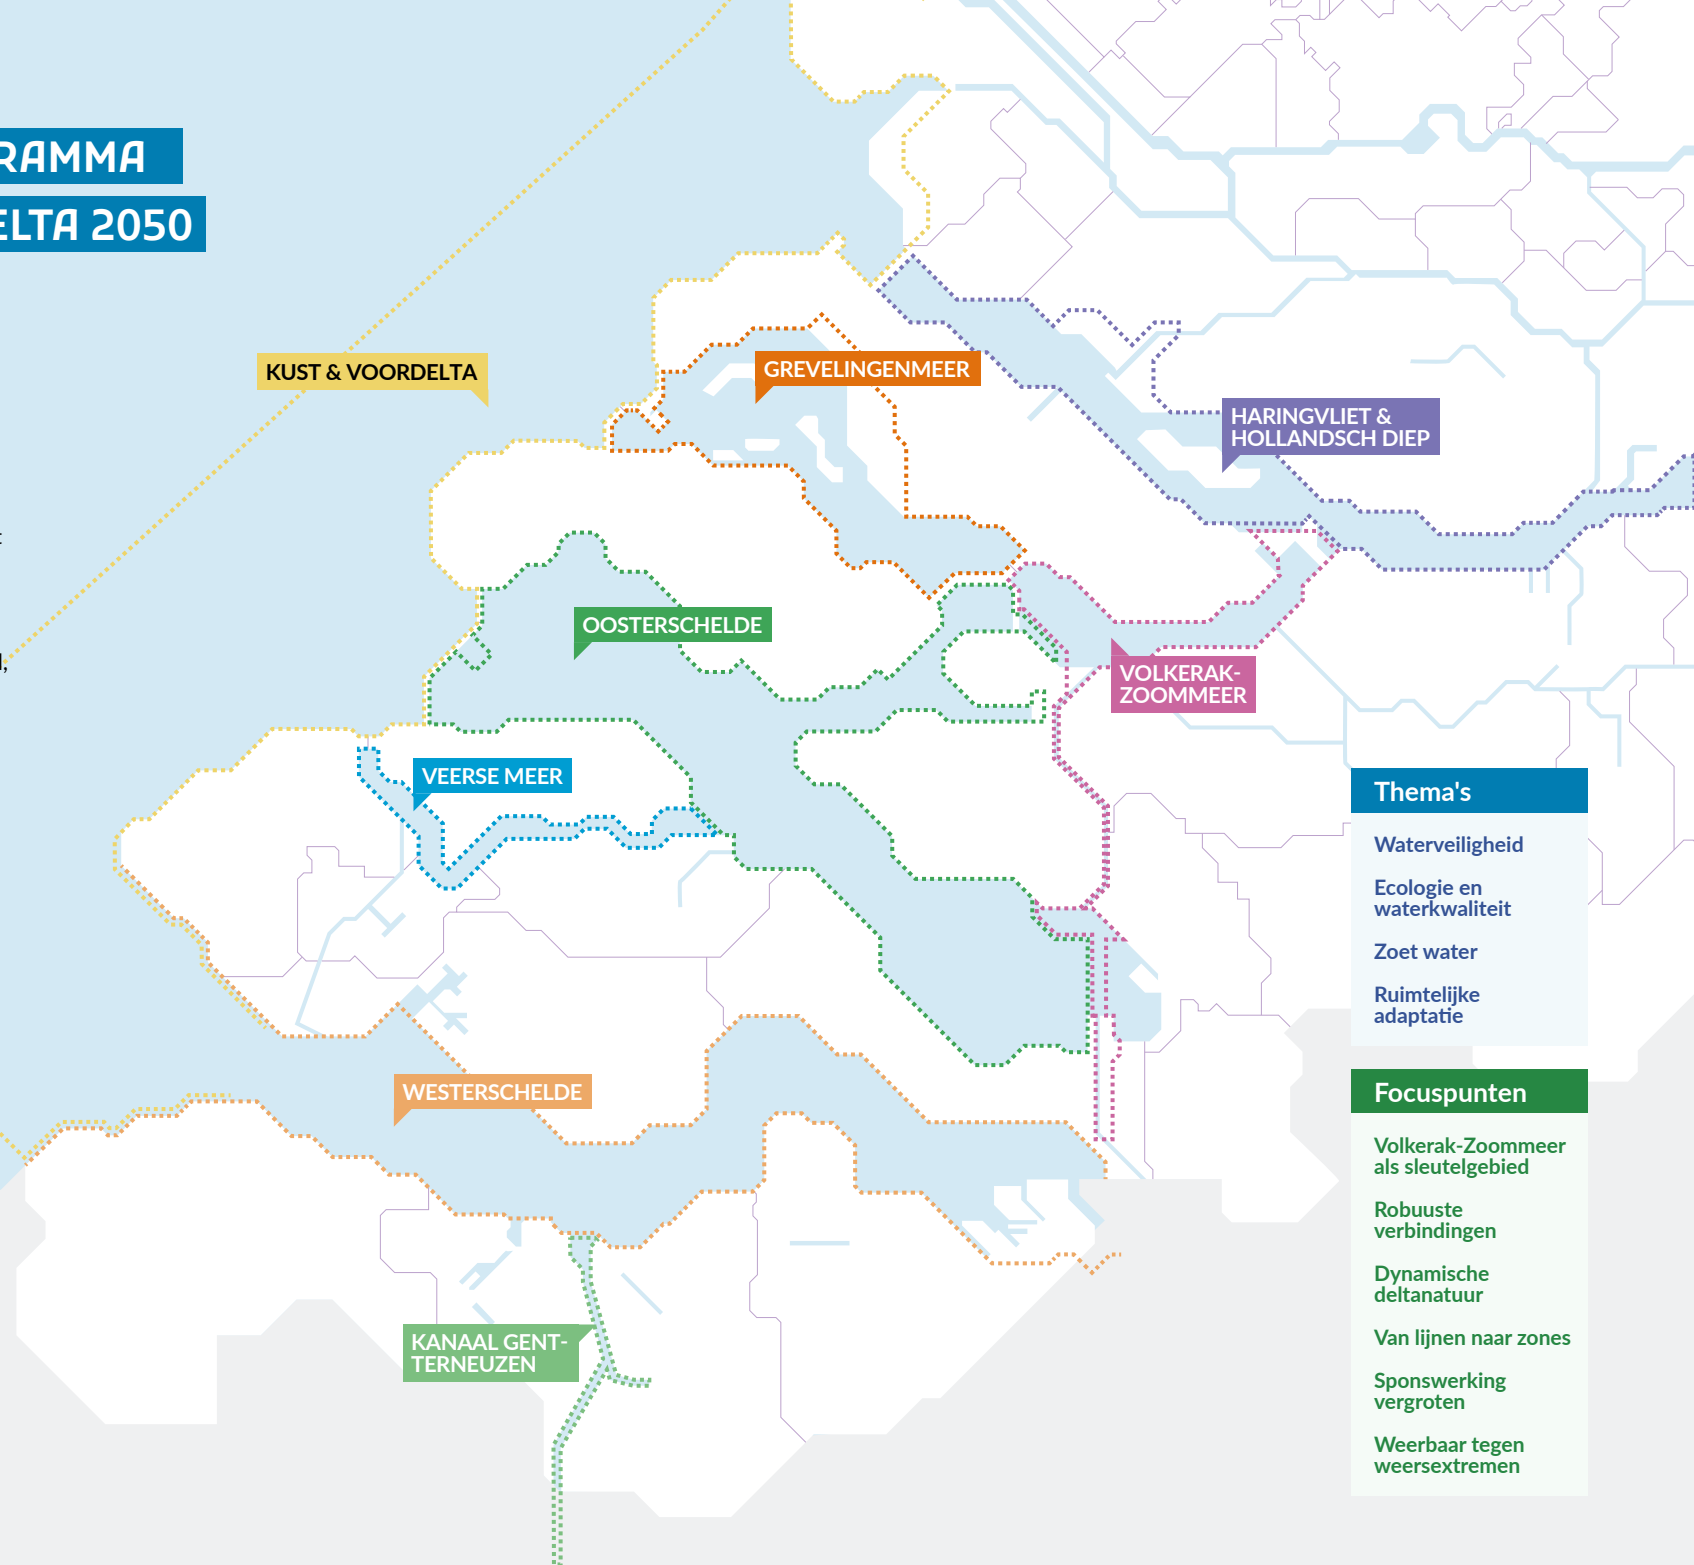 RAMMA
ELTA 2050
KUST & VOORDELTA
GREVELINGENMEER
HARINGVLIET &
HOLLANDSCH DIEP
OOSTERSCHELDE
VOLKERAK-
ZOOMMEER
VEERSE MEER
WESTERSCHELDE
KANAAL GENT-
TERNEUZEN
Thema's
Waterveiligheid
Ecologie en
waterkwaliteit
Zoet water
Ruimtelijke
adaptatie
Focuspunten
Volkerak-Zoommeer
als sleutelgebied
Robuuste
verbindingen
Dynamische
deltanatuur
Van lijnen naar zones
Sponswerking
vergroten
Weerbaar tegen
weersextremen